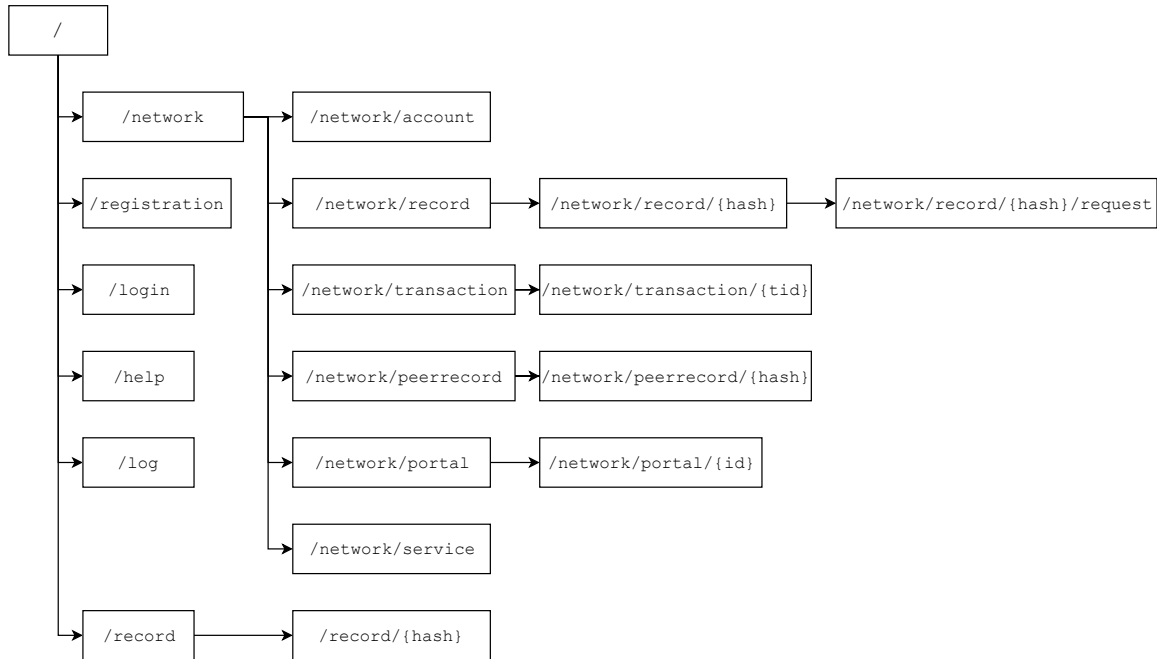 /
/network
/network/account
/registration
/network/record
/network/record/{hash}
/network/record/{hash}/request
/login
/network/transaction
/network/transaction/{tid}
/help
/network/peerrecord
/network/peerrecord/{hash}
/log
/network/portal
/network/portal/{id}
/network/service
/record
/record/{hash}